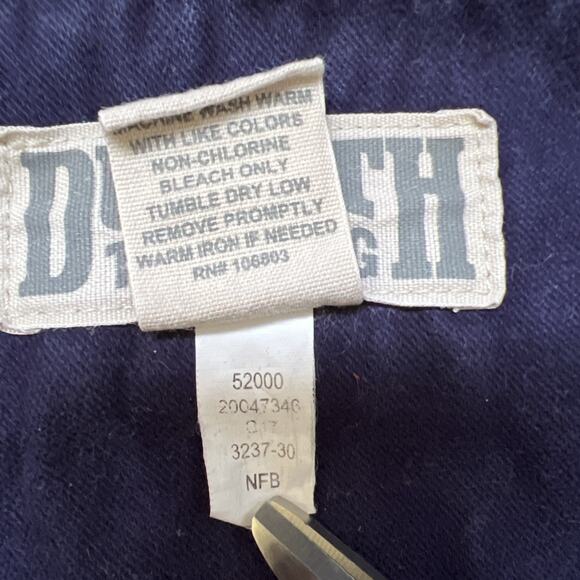 D TH
T G
MACHINE WASH WARM
WITH LIKE COLORS
NON-CHLORINE
BLEACH ONLY
TUMBLE DRY LOW
REMOVE PROMPTLY
WARM IRON IF NEEDED
RN# 106803
52000
20047346
3237-30
NFB